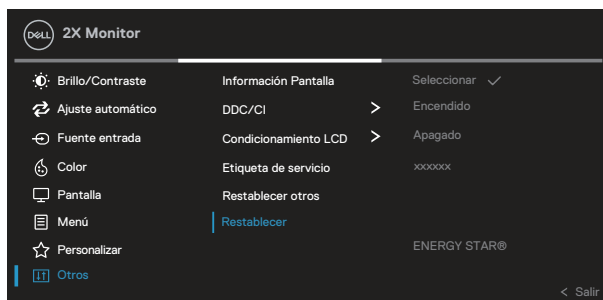 DELL 2X Monitor
Brillo/Contraste Información Pantalla Seleccionar ✓
Ajuste automático DDC/CI > Encendido
Fuente entrada Condicionamiento LCD > Apagado
Color Etiqueta de servicio xxxxxx
Pantalla Restablecer otros
Menú Restablecer
Personalizar ENERGY STAR®
Otros
< Salir